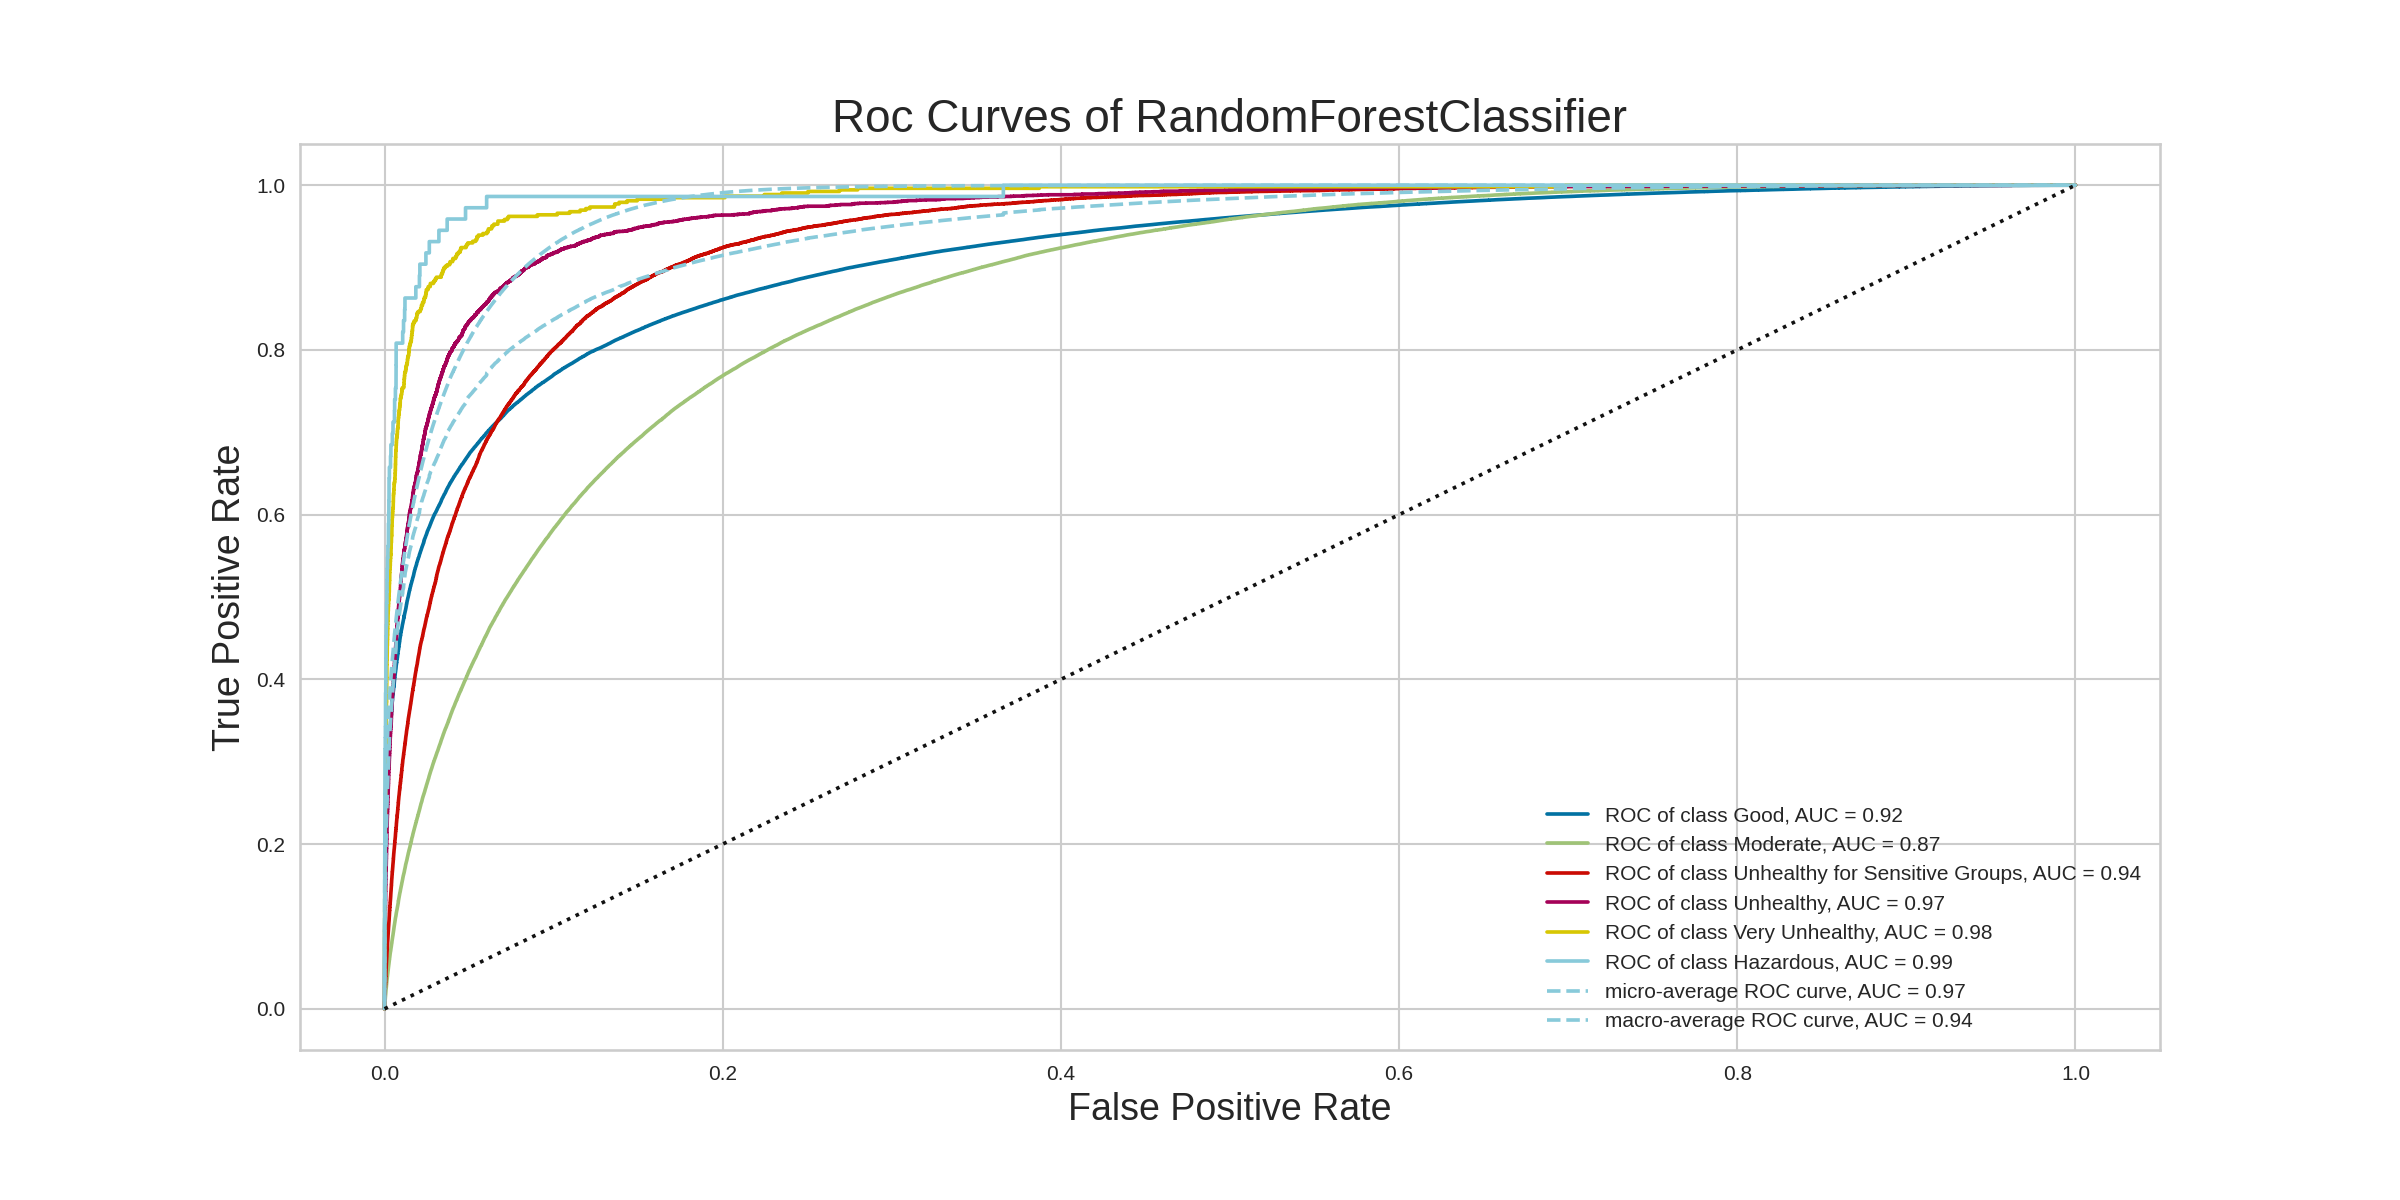 Roc Curves of RandomForestClassifier
True Positive Rate
1.0
0.8
0.6
0.4
0.2
0.0
ROC of class Good, AUC = 0.92
ROC of class Moderate, AUC = 0.87
ROC of class Unhealthy for Sensitive Groups, AUC = 0.94
ROC of class Unhealthy, AUC = 0.97
ROC of class Very Unhealthy, AUC = 0.98
ROC of class Hazardous, AUC = 0.99
micro-average ROC curve, AUC = 0.97
macro-average ROC curve, AUC = 0.94
0.0 0.2 0.4 0.6 0.8 1.0
False Positive Rate